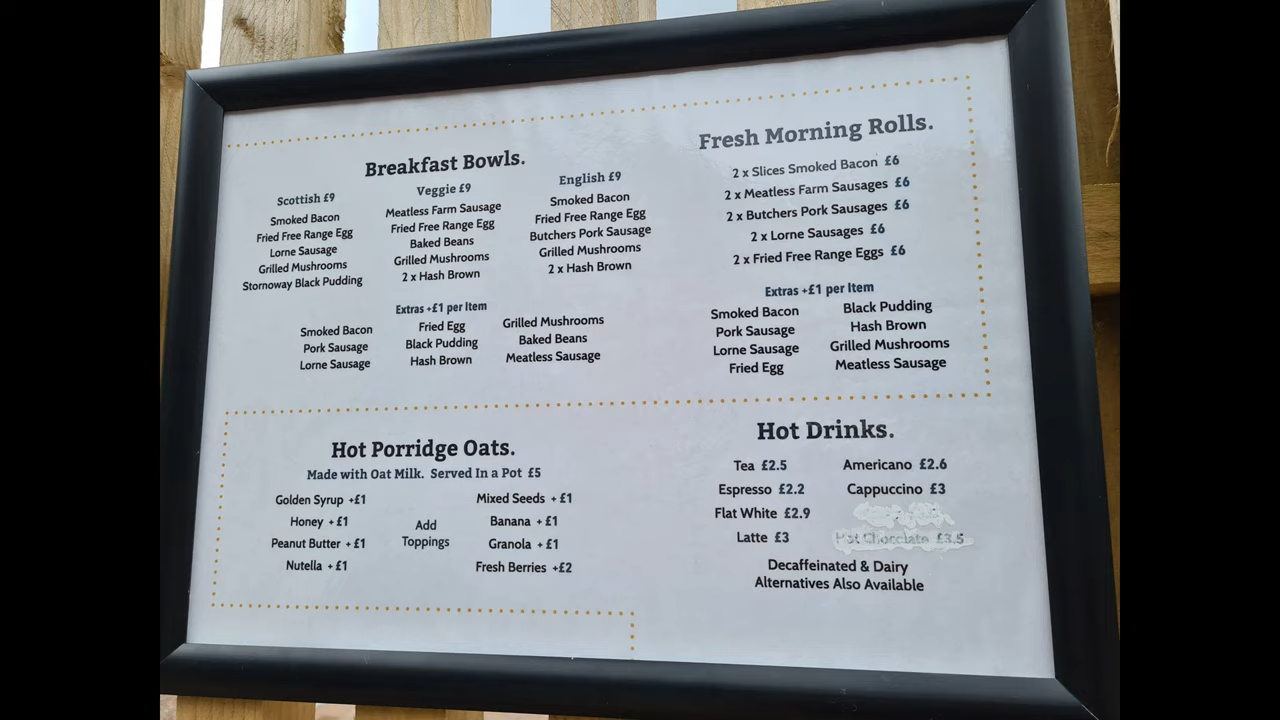 Breakfast Bowls.
Scottish £9
Smoked Bacon
Fried Free Range Egg
Lorne Sausage
Grilled Mushrooms
Stornoway Black Pudding
Veggie £9
Meatless Farm Sausage
Fried Free Range Egg
Baked Beans
Grilled Mushrooms
2 x Hash Brown
English £9
Smoked Bacon
Fried Free Range Egg
Butchers Pork Sausage
Grilled Mushrooms
2 x Hash Brown
Extras +£1 per Item
Smoked Bacon
Pork Sausage
Lorne Sausage
Fried Egg
Black Pudding
Hash Brown
Grilled Mushrooms
Baked Beans
Meatless Sausage
Fresh Morning Rolls.
2 x Slices Smoked Bacon £6
2 x Meatless Farm Sausages £6
2 x Butchers Pork Sausages £6
2 x Lorne Sausages £6
2 x Fried Free Range Eggs £6
Extras +£1 per Item
Smoked Bacon
Pork Sausage
Lorne Sausage
Fried Egg
Black Pudding
Hash Brown
Grilled Mushrooms
Meatless Sausage
Hot Porridge Oats.
Made with Oat Milk. Served In a Pot £5
Golden Syrup +£1
Honey +£1
Peanut Butter +£1
Nutella +£1
Add
Toppings
Mixed Seeds +£1
Banana +£1
Granola +£1
Fresh Berries +£2
Hot Drinks.
Tea £2.5
Espresso £2.2
Flat White £2.9
Latte £3
Americano £2.6
Cappuccino £3
Hot Chocolate £3.5
Decaffeinated & Dairy
Alternatives Also Available